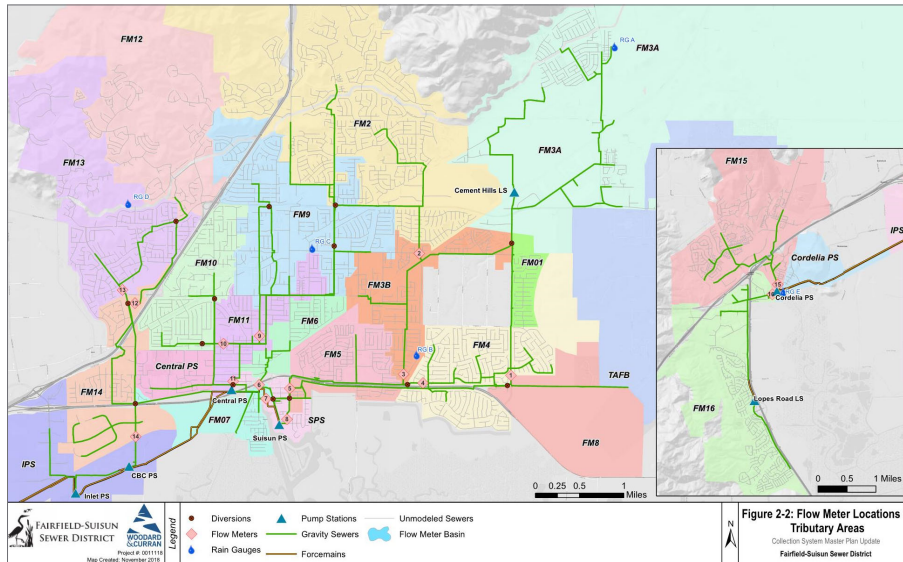 FM12
FM2
RG A
FM3A
FM13
FM3A
Cement Hills LS
RG D
FM9
RG C
FM10
2
FM01
FM3B
13
12
FM11
FM6
9
10
FM5
FM4
RG B
Central PS
3
4
1
TAFB
11
6
5
FM14
Central PS
7
8
FM07
SPS
Suisun PS
FM8
14
IPS
CBC PS
Inlet PS
0 0.25 0.5 1
Miles
FM15
IPS
Cordelia PS
15
RG E
Cordelia PS
Lopes Road LS
FM16
0 0.5 1
Miles
FAIRFIELD-SUISUN
SEWER DISTRICT
WOODARD
&CURRAN
Project #: 0011118
Map Created: November 2018
Legend
Diversions
Flow Meters
Rain Gauges
Pump Stations
Gravity Sewers
Forcemains
Unmodeled Sewers
Flow Meter Basin
N
Figure 2-2: Flow Meter Locations
Tributary Areas
Collection System Master Plan Update
Fairfield-Suisun Sewer District